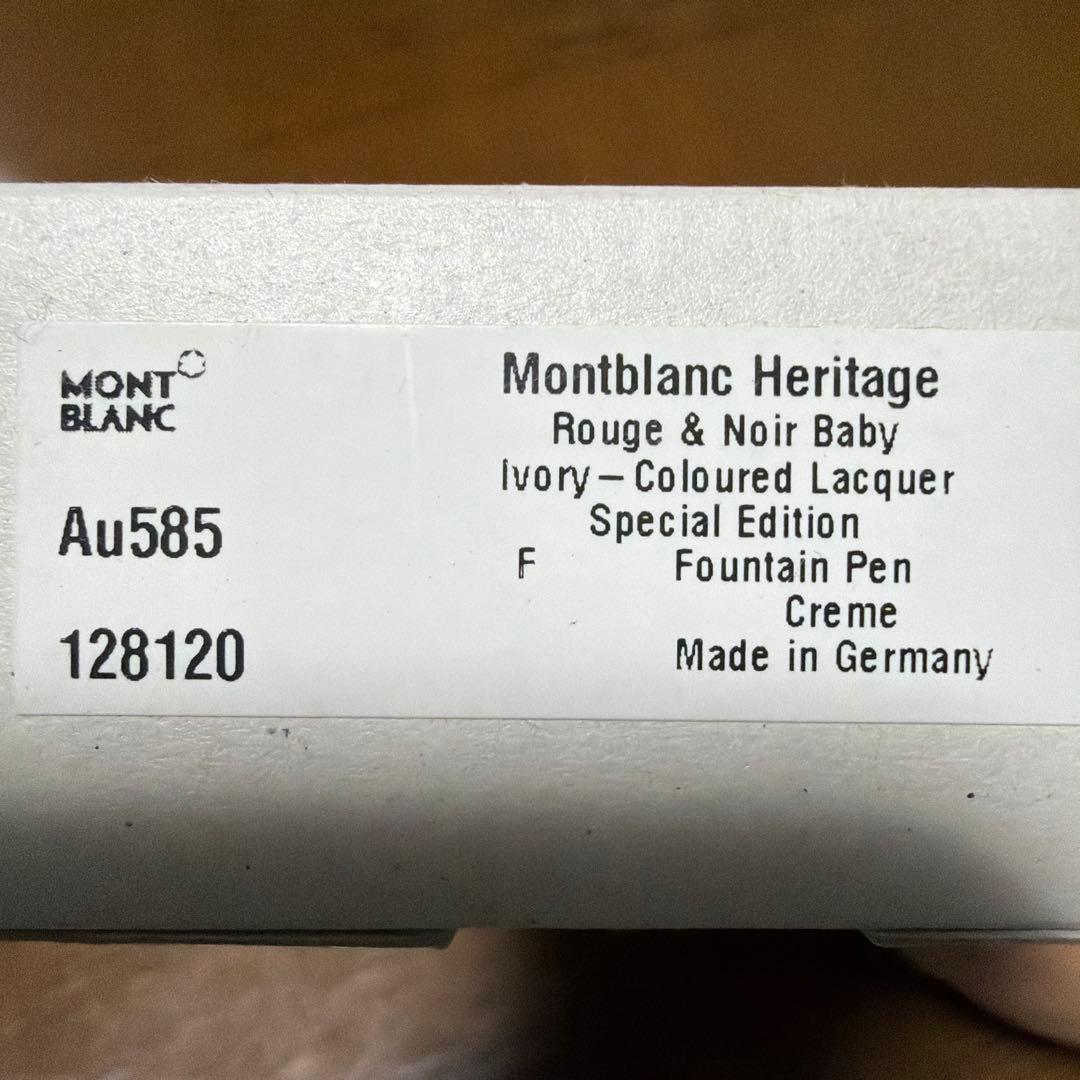 MONT
BLANC
Au585
128120
Montblanc Heritage
Rouge & Noir Baby
Ivory-Coloured Lacquer
Special Edition
F Fountain Pen
Creme
Made in Germany